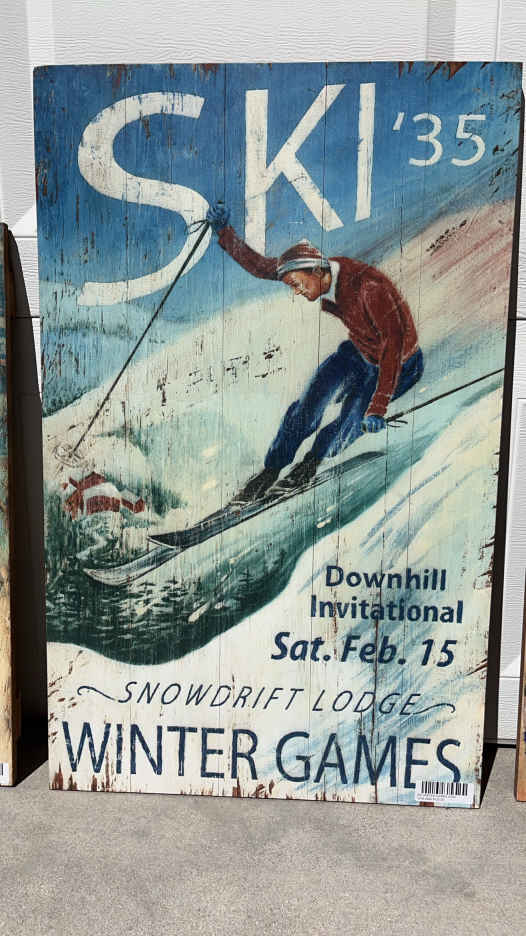 SKI '35
Downhill
Invitational
Sat. Feb. 15
SNOWDRIFT LODGE
WINTER GAMES